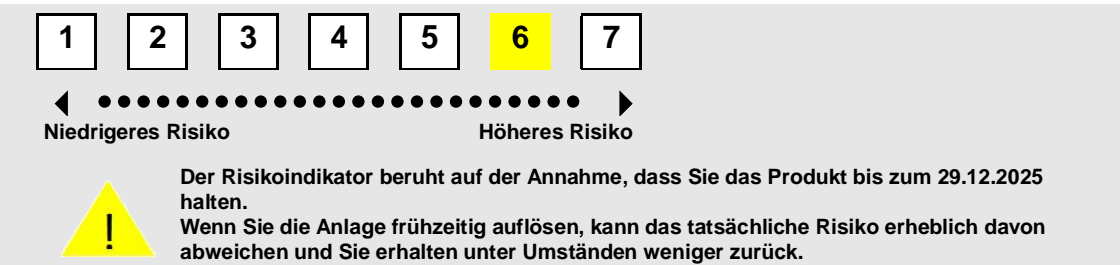 1 2 3 4 5 6 7
Niedrigeres Risiko Höheres Risiko
Der Risikoindikator beruht auf der Annahme, dass Sie das Produkt bis zum 29.12.2025
halten.
Wenn Sie die Anlage frühzeitig auflösen, kann das tatsächliche Risiko erheblich davon
! abweichen und Sie erhalten unter Umständen weniger zurück.